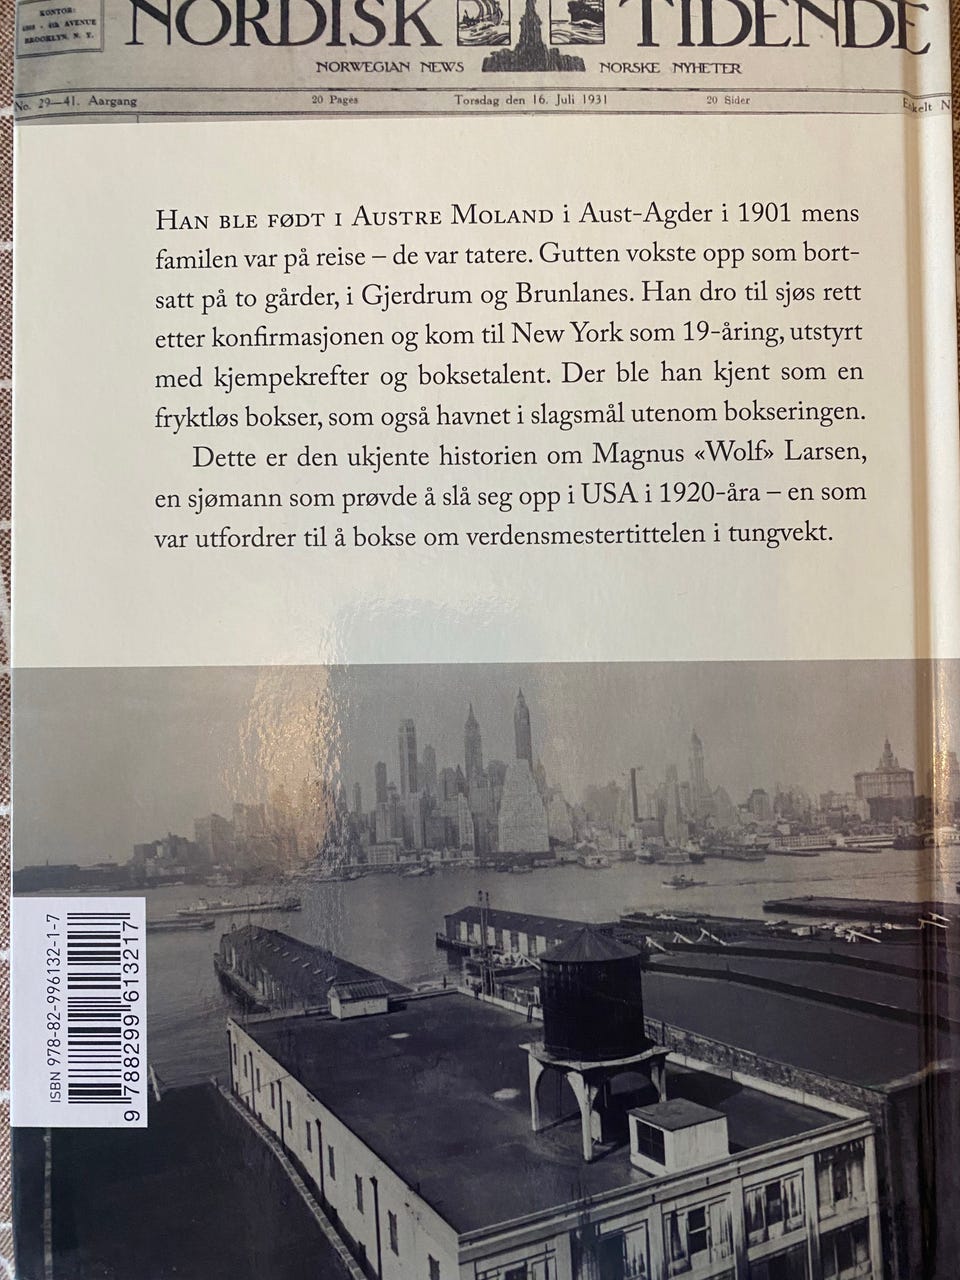 KONTOR:
4th AVENUE
BROOKLYN, N. Y.
NORDISK TIDENDE
NORWEGIAN NEWS NORSKE NYHETER
No. 29—41. Aargang 20 Pages Torsdag den 16. Juli 1931 20 Sider
HAN BLE FØDT I AUSTRE MOLAND i Aust-Agder i 1901 mens
familen var på reise – de var tatere. Gutten vokste opp som bort-
satt på to gårder, i Gjerdrum og Brunlanes. Han dro til sjøs rett
etter konfirmasjonen og kom til New York som 19-åring, utstyrt
med kjempekrefter og boksetalent. Der ble han kjent som en
fryktløs bokser, som også havnet i slagsmål utenom bokseringen.
Dette er den ukjente historien om Magnus «Wolf» Larsen,
en sjømann som prøvde å slå seg opp i USA i 1920-åra – en som
var utfordrer til å bokse om verdensmestertittelen i tungvekt.
ISBN 978-82-996132-1-7
9 788299 613217